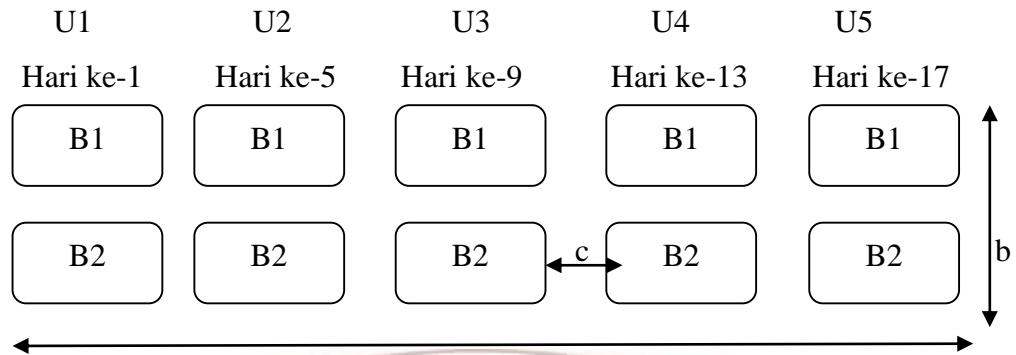 U1 U2 U3 U4 U5
Hari ke-1 Hari ke-5 Hari ke-9 Hari ke-13 Hari ke-17
B1 B1 B1 B1 B1
B2 B2 B2 c B2 B2 b